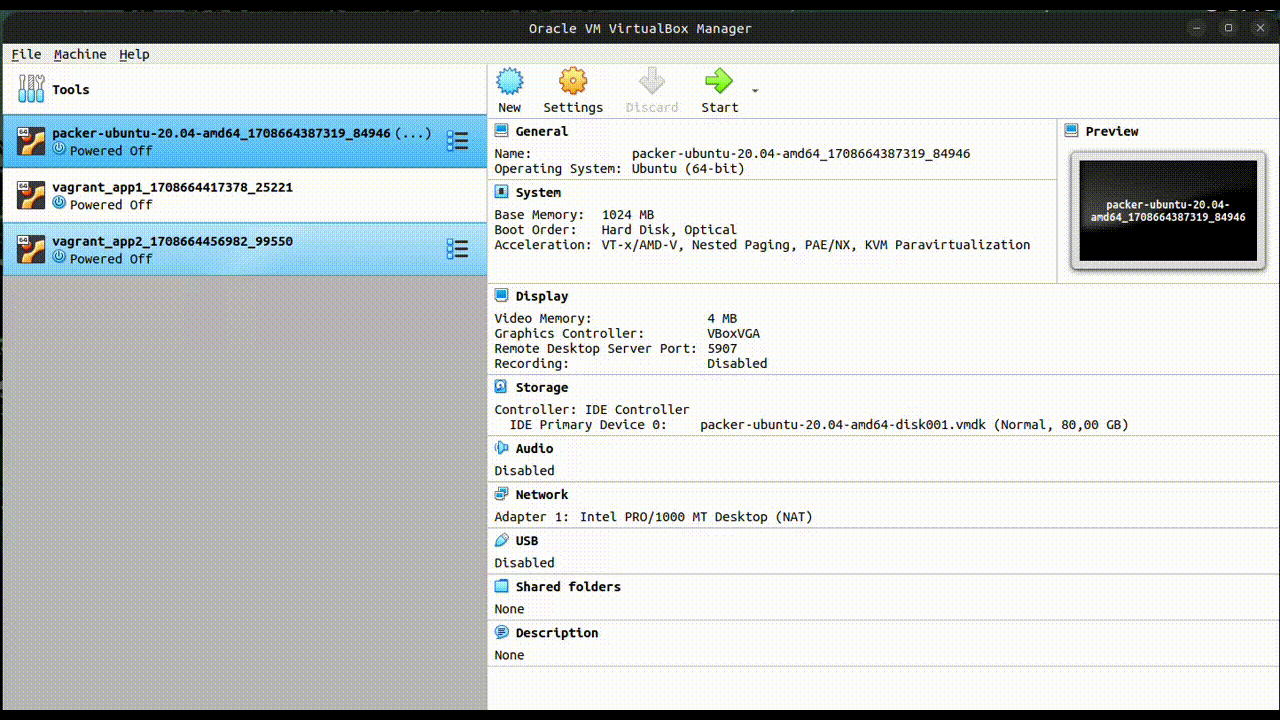 Oracle VM VirtualBox Manager
File Machine Help
Tools
New
Settings
Discard
Start
64
packer-ubuntu-20.04-amd64_1708664387319_84946 (...)
Powered Off
64
vagrant_app1_1708664417378_25221
Powered Off
64
vagrant_app2_1708664456982_99550
Powered Off
General
Name: packer-ubuntu-20.04-amd64_1708664387319_84946
Operating System: Ubuntu (64-bit)
System
Base Memory: 1024 MB
Boot Order: Hard Disk, Optical
Acceleration: VT-x/AMD-V, Nested Paging, PAE/NX, KVM Paravirtualization
Preview
packer-ubuntu-20.04-
amd64_1708664387319_84946
Display
Video Memory: 4 MB
Graphics Controller: VBoxVGA
Remote Desktop Server Port: 5907
Recording: Disabled
Storage
Controller: IDE Controller
IDE Primary Device 0: packer-ubuntu-20.04-amd64-disk001.vmdk (Normal, 80,00 GB)
Audio
Disabled
Network
Adapter 1: Intel PRO/1000 MT Desktop (NAT)
USB
Disabled
Shared folders
None
Description
None